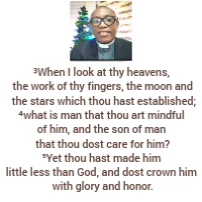 ³When I look at thy heavens,
the work of thy fingers, the moon and
the stars which thou hast established;
⁴what is man that thou art mindful
of him, and the son of man
that thou dost care for him?
⁵Yet thou hast made him
little less than God, and dost crown him
with glory and honor.